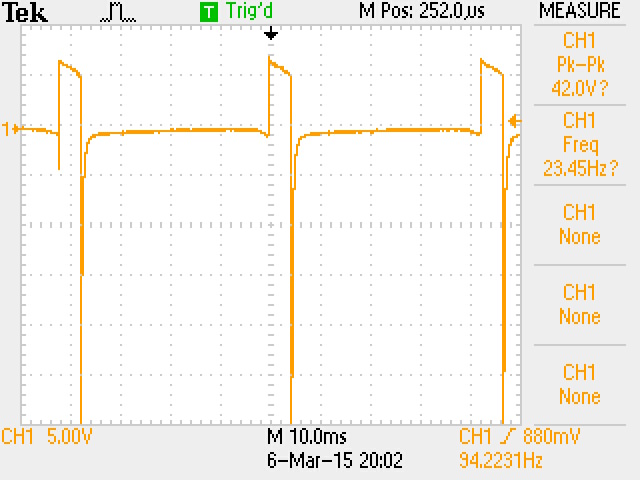 Tek T Trig'd M Pos: 252.0µs MEASURE
CH1
Pk-Pk
42.0V?
1
CH1
Freq
23.45Hz?
CH1
None
CH1
None
CH1
None
CH1 5.00V M 10.0ms CH1 880mV
6-Mar-15 20:02 94.2231Hz